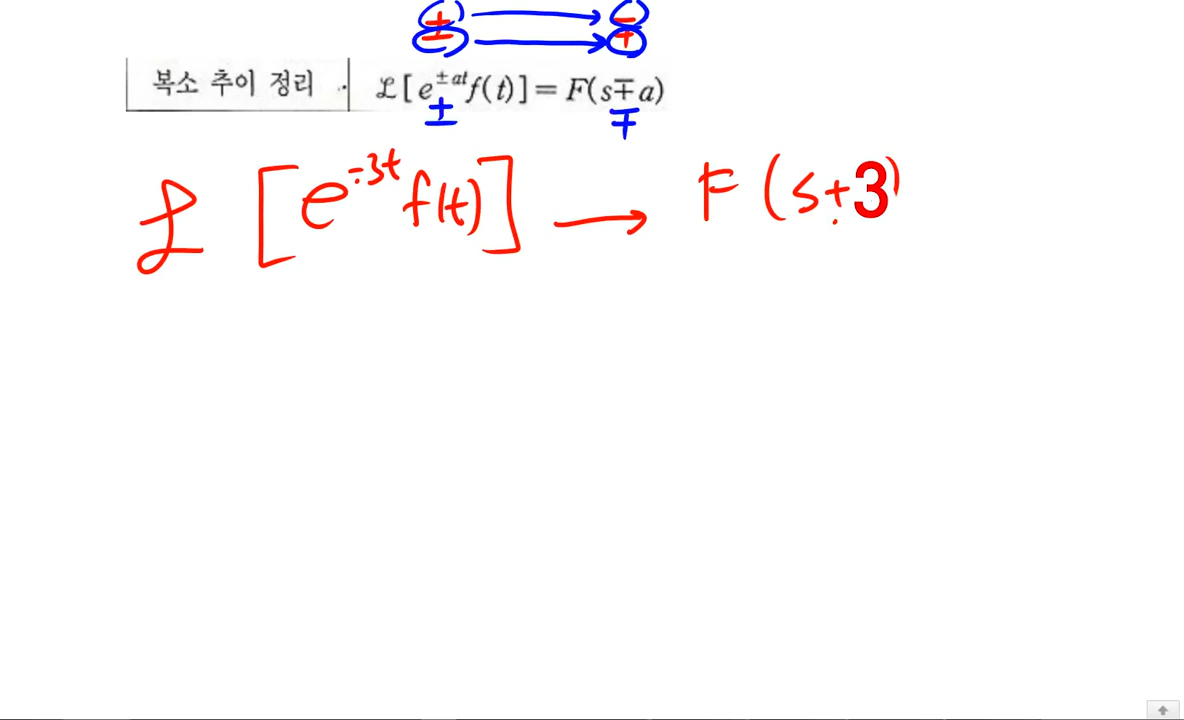 ± → -
± → +
복소 추이 정리 ℒ[e^{±at}f(t)]=F(s∓a)
± ∓
ℒ[e^{-3t}f(t)] → F(s+3)